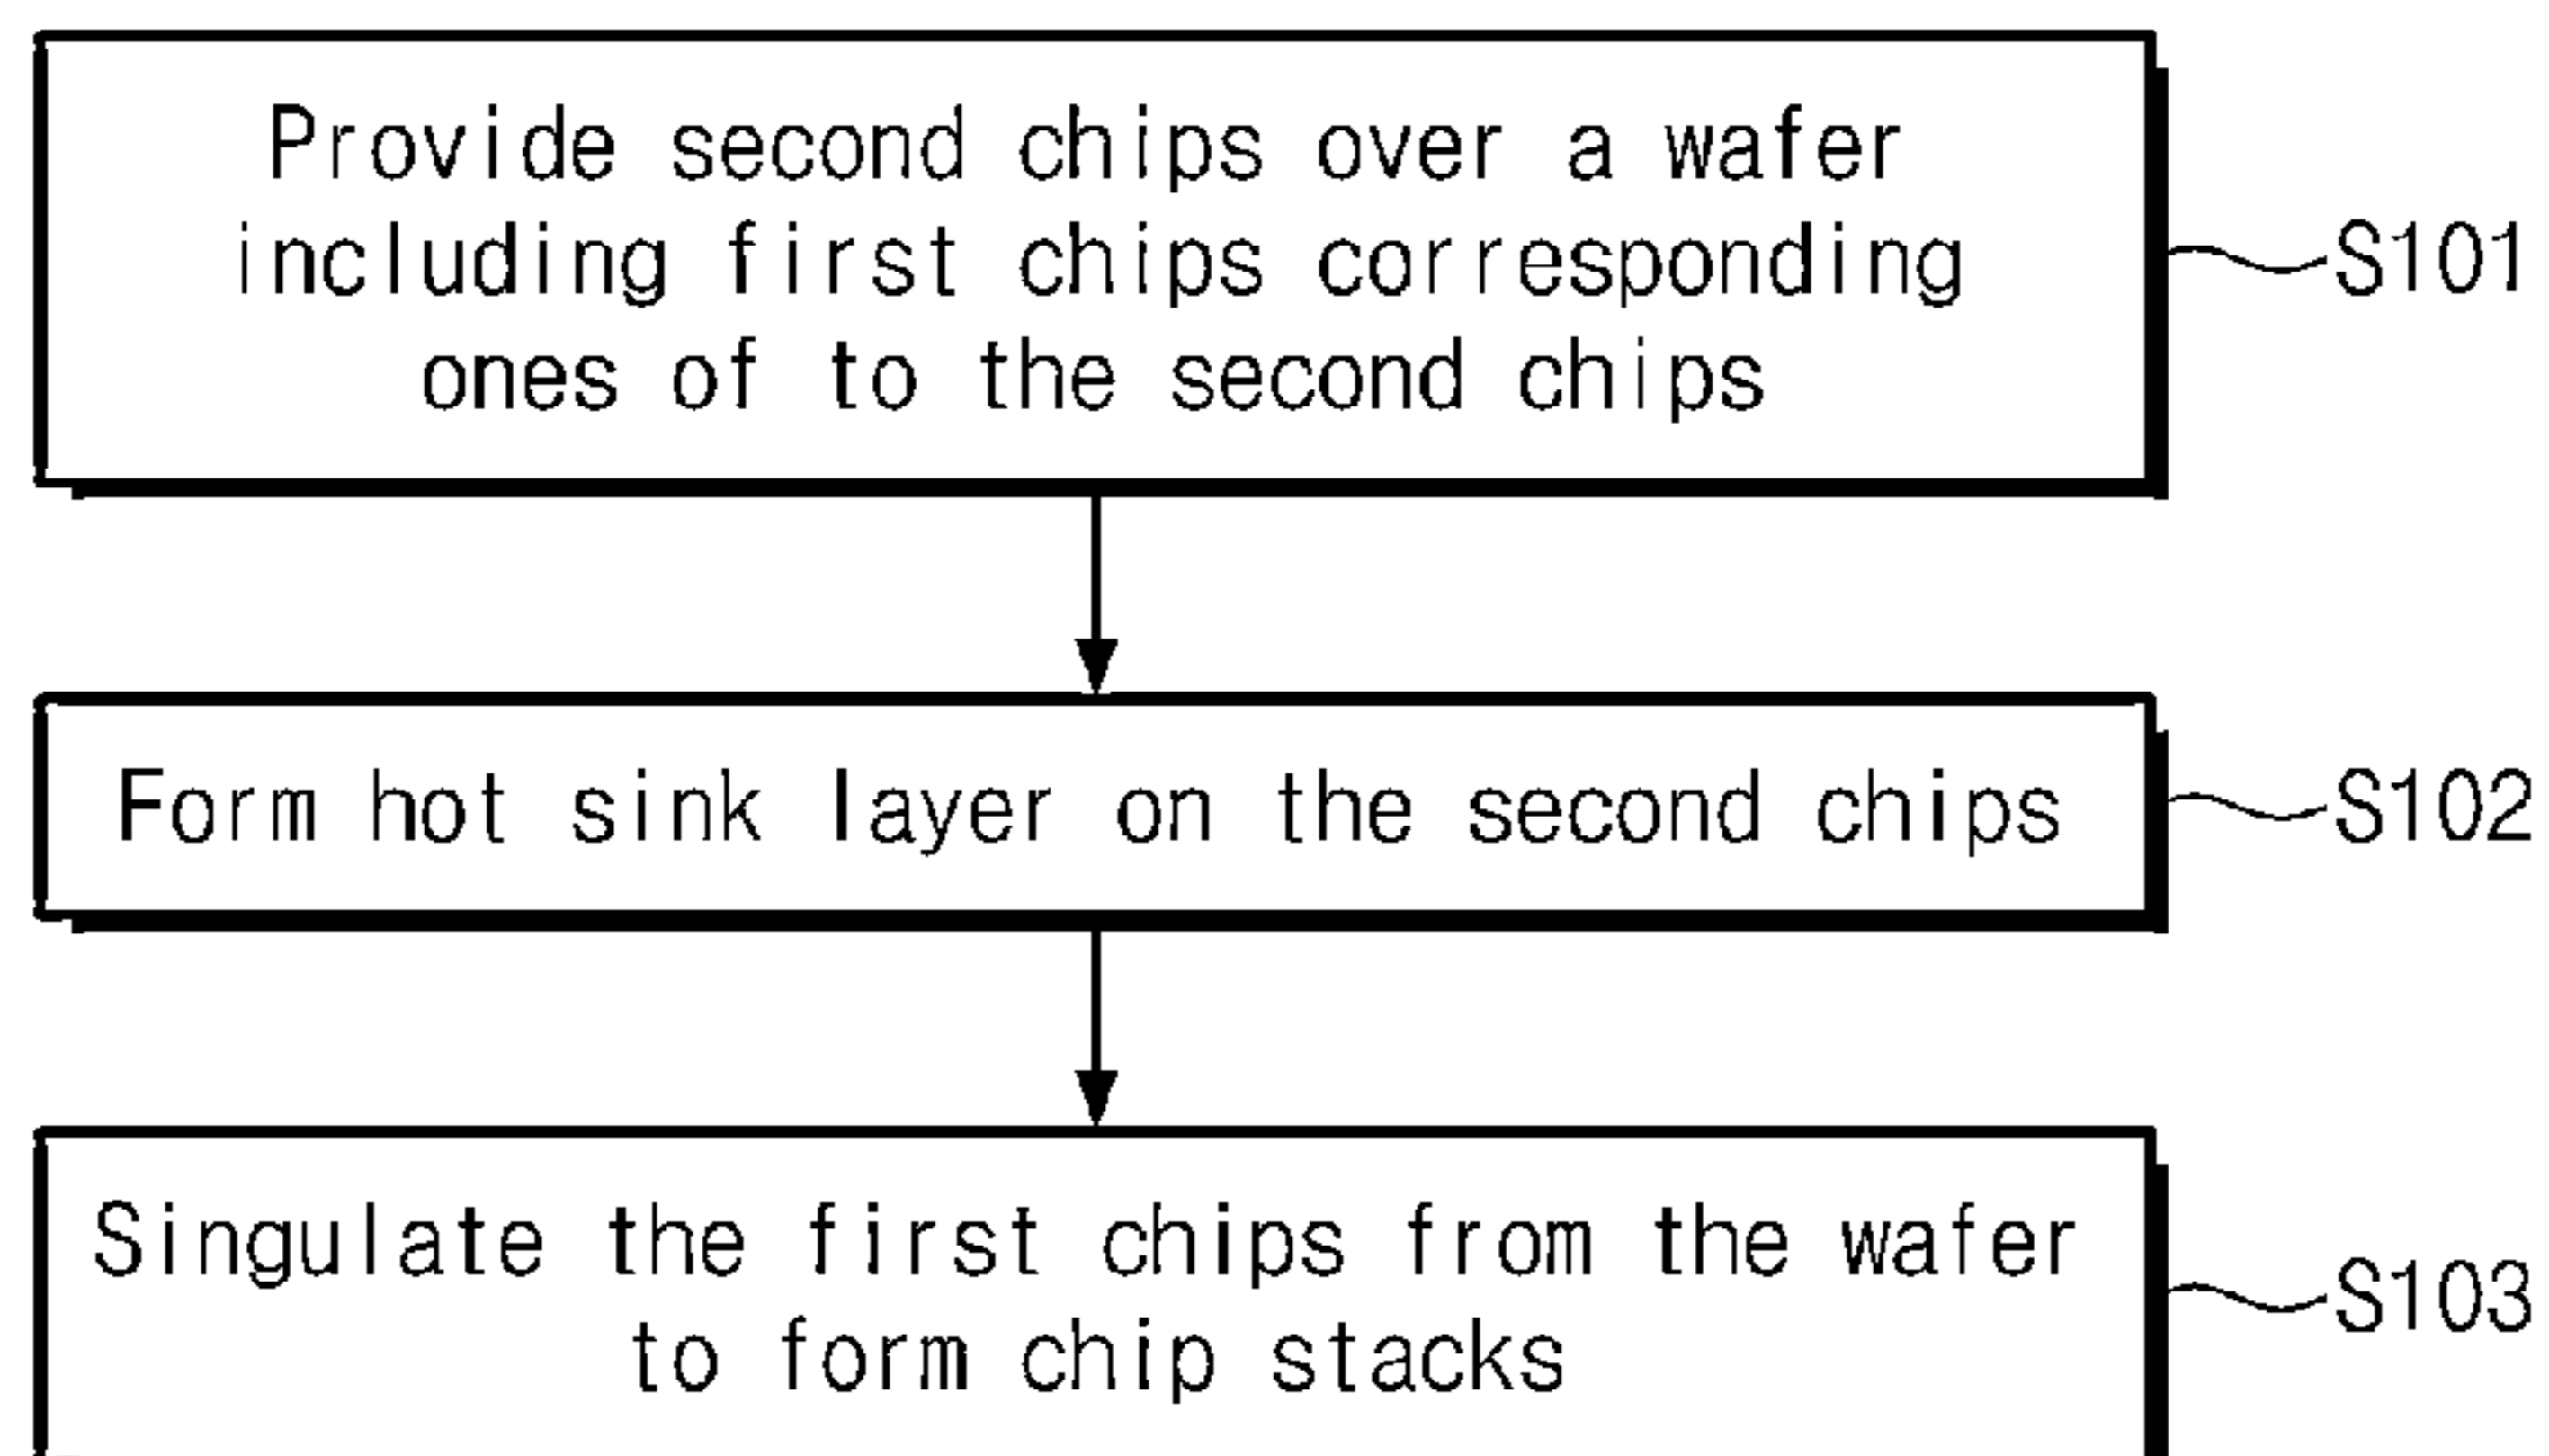 Provide second chips over a wafer
including first chips corresponding
ones of to the second chips
S101
Form hot sink layer on the second chips
S102
Singulate the first chips from the wafer
to form chip stacks
S103